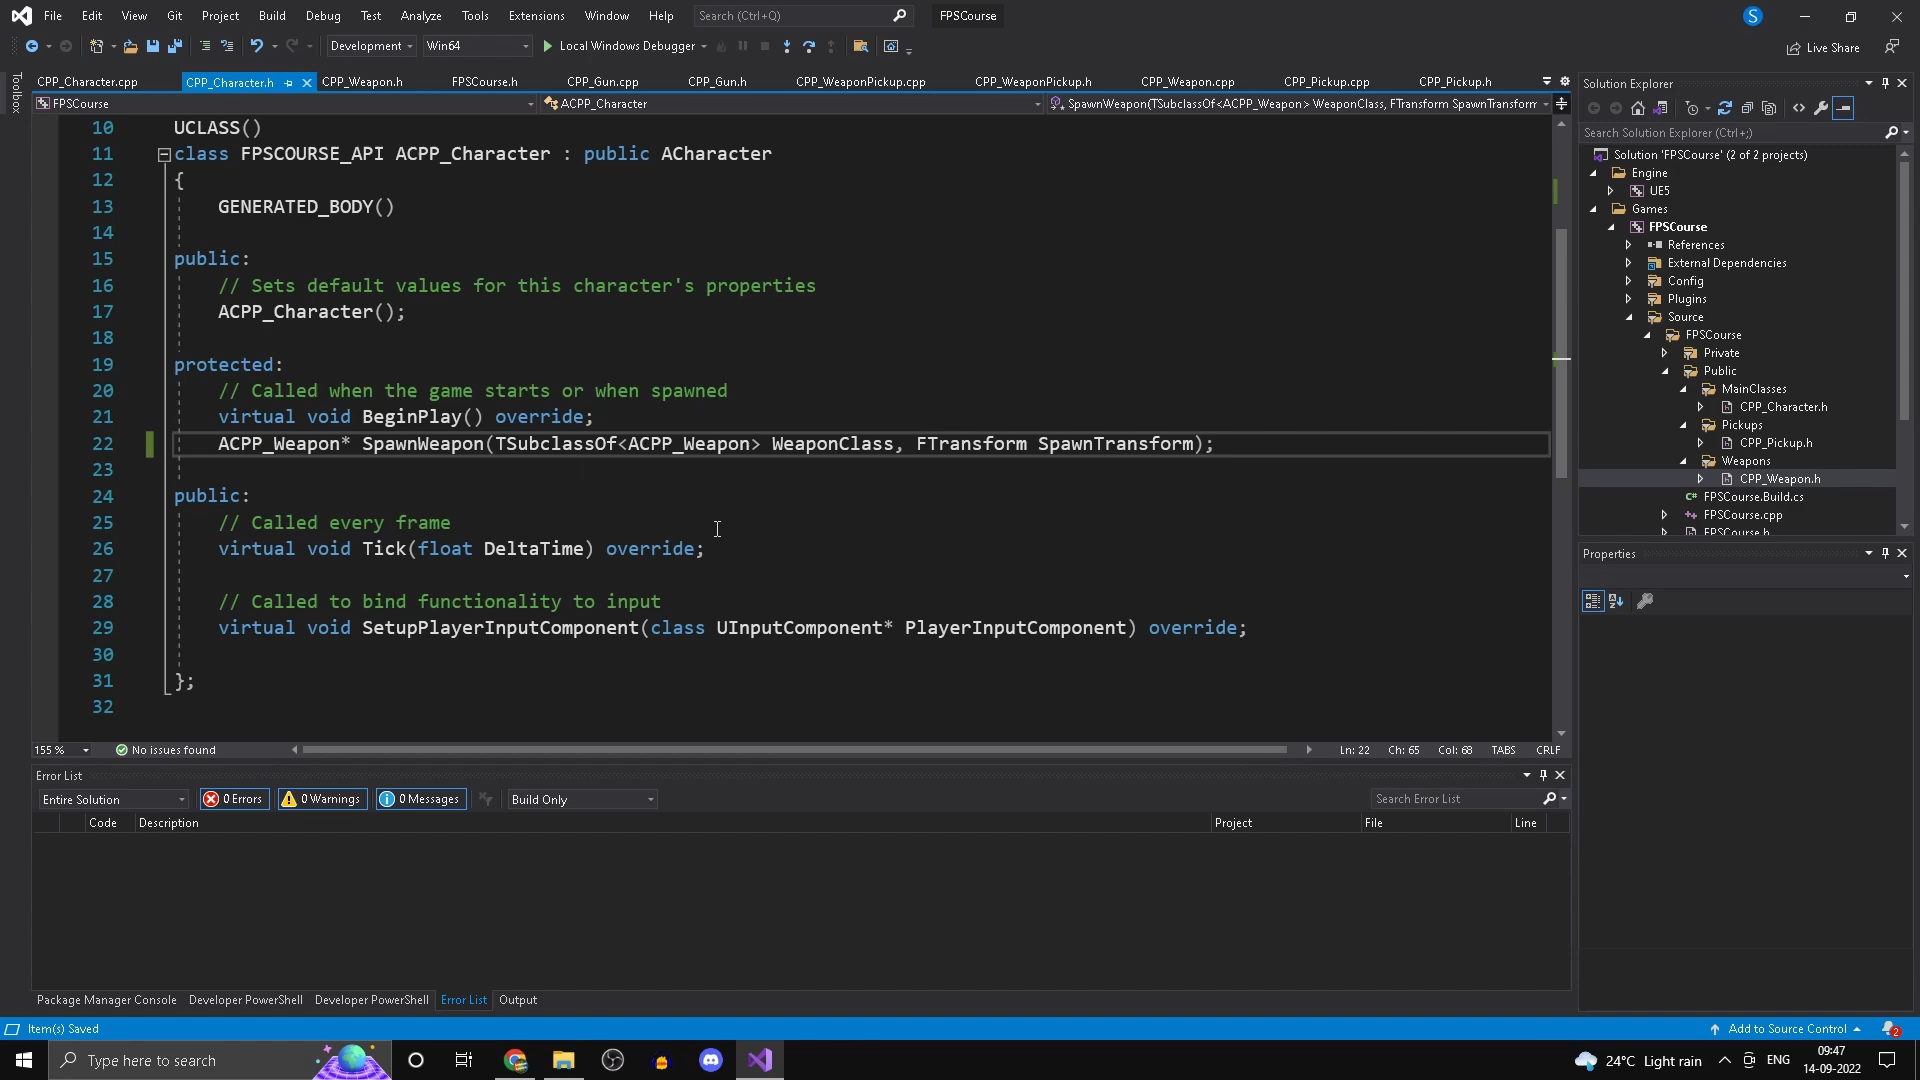 File Edit View Git Project Build Debug Test Analyze Tools Extensions Window Help Search (Ctrl+Q) FPSCourse S
Development Win64 Local Windows Debugger Live Share
Toolbox
CPP_Character.cpp CPP_Character.h CPP_Weapon.h FPSCourse.h CPP_Gun.cpp CPP_Gun.h CPP_WeaponPickup.cpp CPP_WeaponPickup.h CPP_Weapon.cpp CPP_Pickup.cpp CPP_Pickup.h
FPSCourse ACPP_Character SpawnWeapon(TSubclassOf<ACPP_Weapon> WeaponClass, FTransform SpawnTransform
10 UCLASS()
11 class FPSCOURSE_API ACPP_Character : public ACharacter
12 {
13 GENERATED_BODY()
14
15 public:
16 // Sets default values for this character's properties
17 ACPP_Character();
18
19 protected:
20 // Called when the game starts or when spawned
21 virtual void BeginPlay() override;
22 ACPP_Weapon* SpawnWeapon(TSubclassOf<ACPP_Weapon> WeaponClass, FTransform SpawnTransform);
23
24 public:
25 // Called every frame
26 virtual void Tick(float DeltaTime) override;
27
28 // Called to bind functionality to input
29 virtual void SetupPlayerInputComponent(class UInputComponent* PlayerInputComponent) override;
30
31 };
32
155 % No issues found Ln: 22 Ch: 65 Col: 68 TABS CRLF
Error List
Entire Solution 0 Errors 0 Warnings 0 Messages Build Only Search Error List
Code Description Project File Line
Package Manager Console Developer PowerShell Developer PowerShell Error List Output
Solution Explorer
Search Solution Explorer (Ctrl+;)
Solution 'FPSCourse' (2 of 2 projects)
Engine
UE5
Games
FPSCourse
References
External Dependencies
Config
Plugins
Source
FPSCourse
Private
Public
MainClasses
CPP_Character.h
Pickups
CPP_Pickup.h
Weapons
CPP_Weapon.h
FPSCourse.Build.cs
FPSCourse.cpp
FPSCourse.h
Properties
Item(s) Saved Add to Source Control 2
Type here to search 24°C Light rain ENG 09:47
14-09-2022